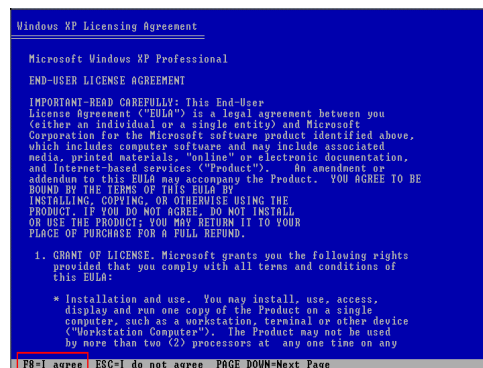 Windows XP Licensing Agreement
Microsoft Windows XP Professional
END-USER LICENSE AGREEMENT
IMPORTANT-READ CAREFULLY: This End-User
License Agreement ("EULA") is a legal agreement between you
(either an individual or a single entity) and Microsoft
Corporation for the Microsoft software product identified above,
which includes computer software and may include associated
media, printed materials, "online" or electronic documentation,
and Internet-based services ("Product"). An amendment or
addendum to this EULA may accompany the Product. YOU AGREE TO BE
BOUND BY THE TERMS OF THIS EULA BY
INSTALLING, COPYING, OR OTHERWISE USING THE
PRODUCT. IF YOU DO NOT AGREE, DO NOT INSTALL
OR USE THE PRODUCT; YOU MAY RETURN IT TO YOUR
PLACE OF PURCHASE FOR A FULL REFUND.
1. GRANT OF LICENSE. Microsoft grants you the following rights
provided that you comply with all terms and conditions of
this EULA:
* Installation and use. You may install, use, access,
display and run one copy of the Product on a single
computer, such as a workstation, terminal or other device
("Workstation Computer"). The Product may not be used
by more than two (2) processors at any one time on any
F8=I agree ESC=I do not agree PAGE DOWN=Next Page